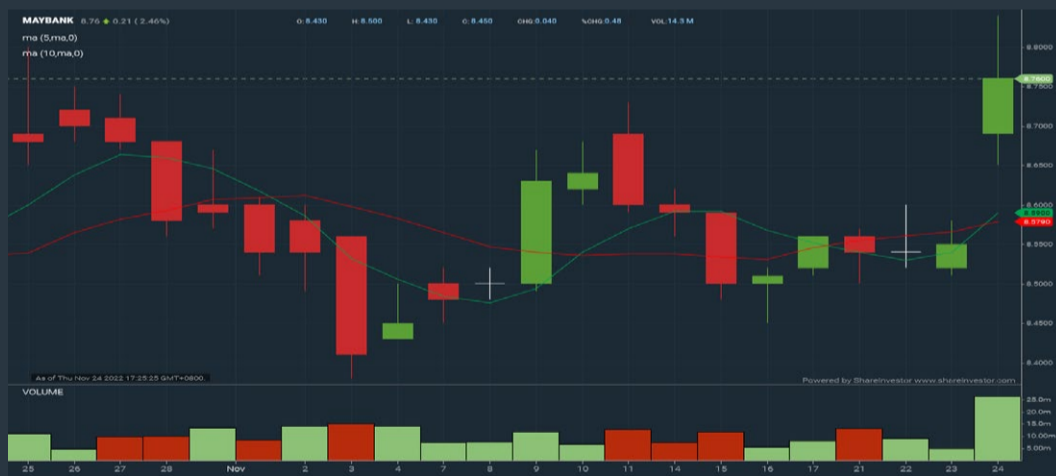 MAYBANK 8.76 0.21 ( 2.46%) O: 8.430 H: 8.500 L: 8.430 C: 8.450 CHG:0.040 %CHG:0.48 VOL:14.3 M
ma (5,ma,0)
ma (10,ma,0)
8.8000
8.7600
8.7500
8.7000
8.6500
8.6000
8.5900
8.5790
8.5500
8.5000
8.4500
8.4000
As of Thu Nov 24 2022 17:25:25 GMT+0800.
Powered by ShareInvestor www.shareinvestor.com
VOLUME
25.0m
20.0m
15.0m
10.00m
5.00m
25 26 27 28 Nov 2 3 4 7 8 9 10 11 14 15 16 17 21 22 23 24